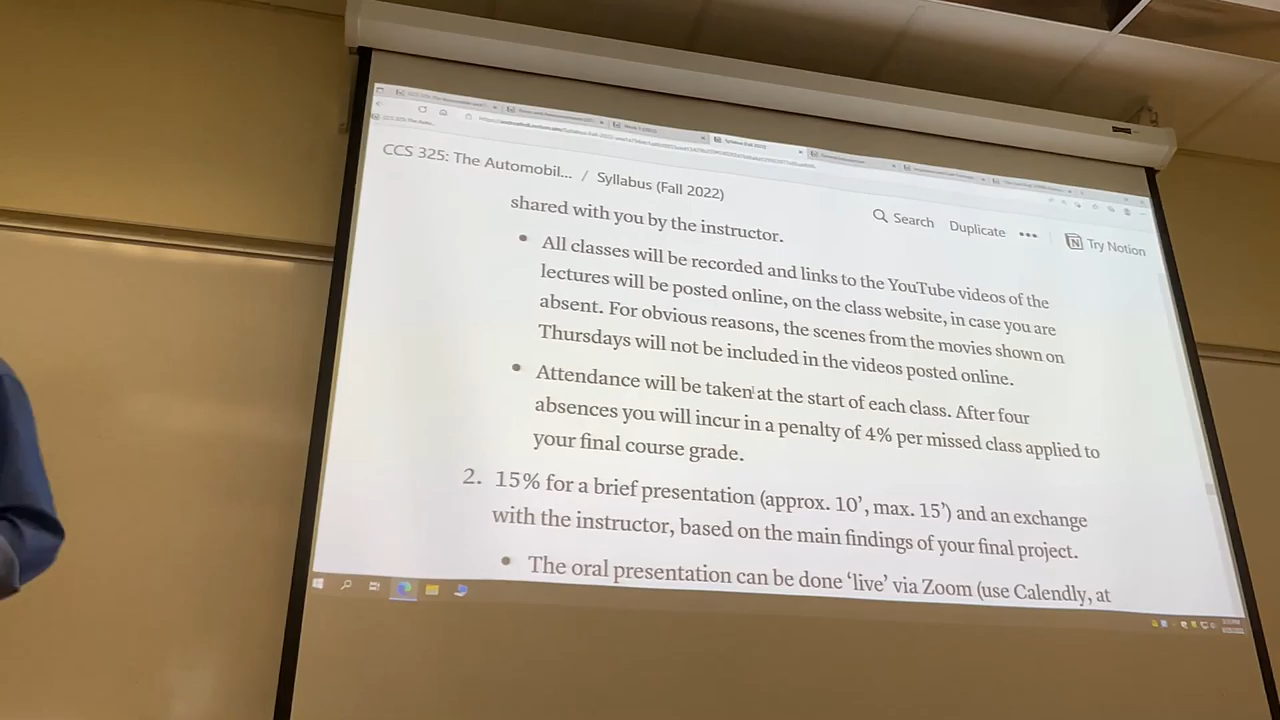 CCS 325: The Automobil... / Syllabus (Fall 2022)
Search Duplicate ••• Try Notion
shared with you by the instructor.
• All classes will be recorded and links to the YouTube videos of the
lectures will be posted online, on the class website, in case you are
absent. For obvious reasons, the scenes from the movies shown on
Thursdays will not be included in the videos posted online.
• Attendance will be taken at the start of each class. After four
absences you will incur in a penalty of 4% per missed class applied to
your final course grade.
2. 15% for a brief presentation (approx. 10’, max. 15’) and an exchange
with the instructor, based on the main findings of your final project.
• The oral presentation can be done ‘live’ via Zoom (use Calendly, at